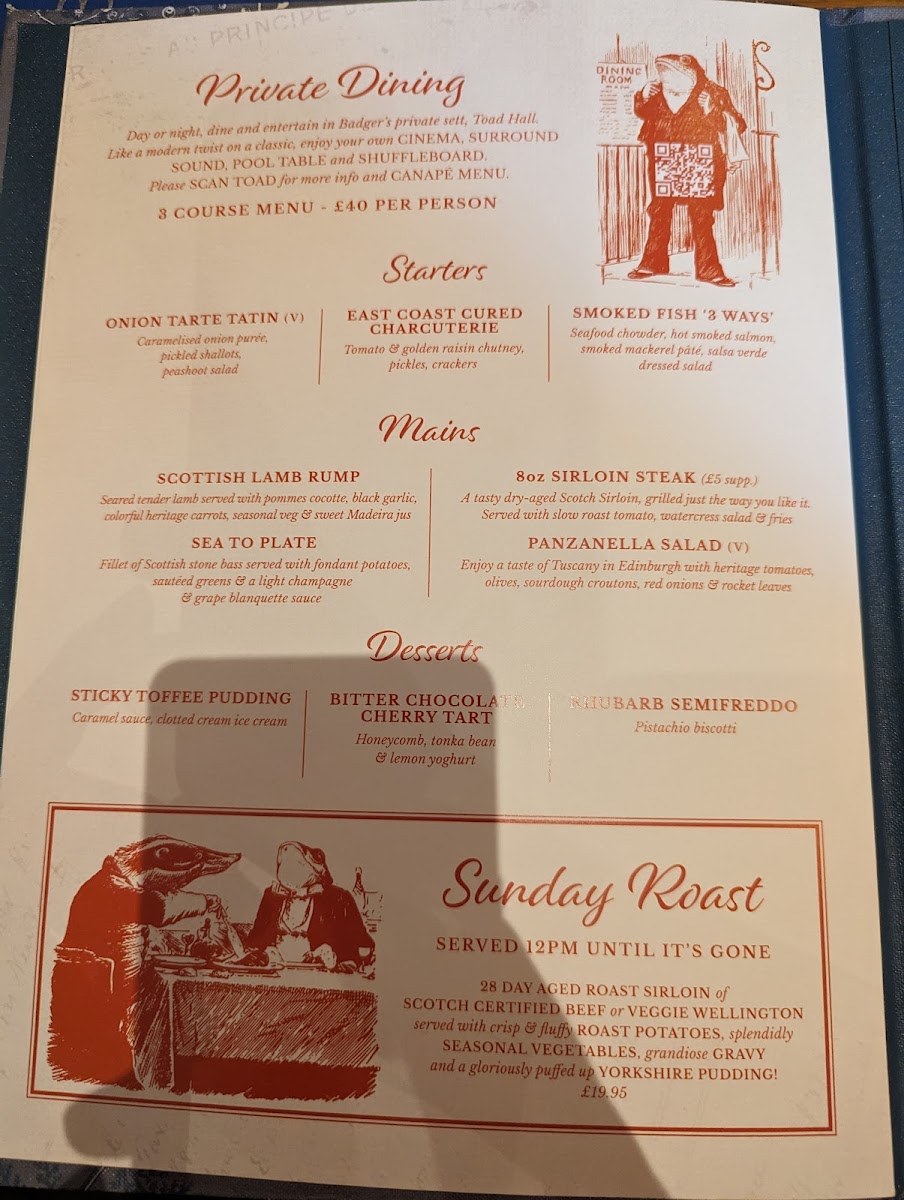 A'' PRINCIPE
Private Dining
Day or night, dine and entertain in Badger's private sett, Toad Hall.
Like a modern twist on a classic, enjoy your own CINEMA, SURROUND
SOUND, POOL TABLE and SHUFFLEBOARD.
Please SCAN TOAD for more info and CANAPÉ MENU.
3 COURSE MENU - £40 PER PERSON
DINING
ROOM
Starters
ONION TARTE TATIN (V)
Caramelised onion purée,
pickled shallots,
peashoot salad
EAST COAST CURED
CHARCUTERIE
Tomato & golden raisin chutney,
pickles, crackers
SMOKED FISH '3 WAYS'
Seafood chowder, hot smoked salmon,
smoked mackerel pâté, salsa verde
dressed salad
Mains
SCOTTISH LAMB RUMP
Seared tender lamb served with pommes cocotte, black garlic,
colorful heritage carrots, seasonal veg & sweet Madeira jus
SEA TO PLATE
Fillet of Scottish stone bass served with fondant potatoes,
sautéed greens & a light champagne
& grape blanquette sauce
8oz SIRLOIN STEAK (£5 supp.)
A tasty dry-aged Scotch Sirloin, grilled just the way you like it.
Served with slow roast tomato, watercress salad & fries
PANZANELLA SALAD (V)
Enjoy a taste of Tuscany in Edinburgh with heritage tomatoes,
olives, sourdough croutons, red onions & rocket leaves
Desserts
STICKY TOFFEE PUDDING
Caramel sauce, clotted cream ice cream
BITTER CHOCOLATE
CHERRY TART
Honeycomb, tonka bean
& lemon yoghurt
RHUBARB SEMIFREDDO
Pistachio biscotti
Sunday Roast
SERVED 12PM UNTIL IT'S GONE
28 DAY AGED ROAST SIRLOIN of
SCOTCH CERTIFIED BEEF or VEGGIE WELLINGTON
served with crisp & fluffy ROAST POTATOES, splendidly
SEASONAL VEGETABLES, grandiose GRAVY
and a gloriously puffed up YORKSHIRE PUDDING!
£19.95